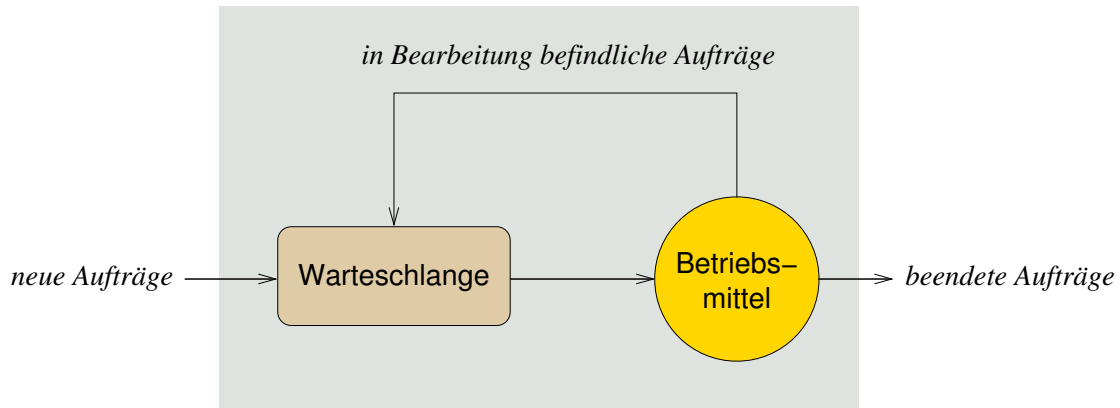 in Bearbeitung befindliche Aufträge
neue Aufträge
Warteschlange
Betriebs−
mittel
beendete Aufträge